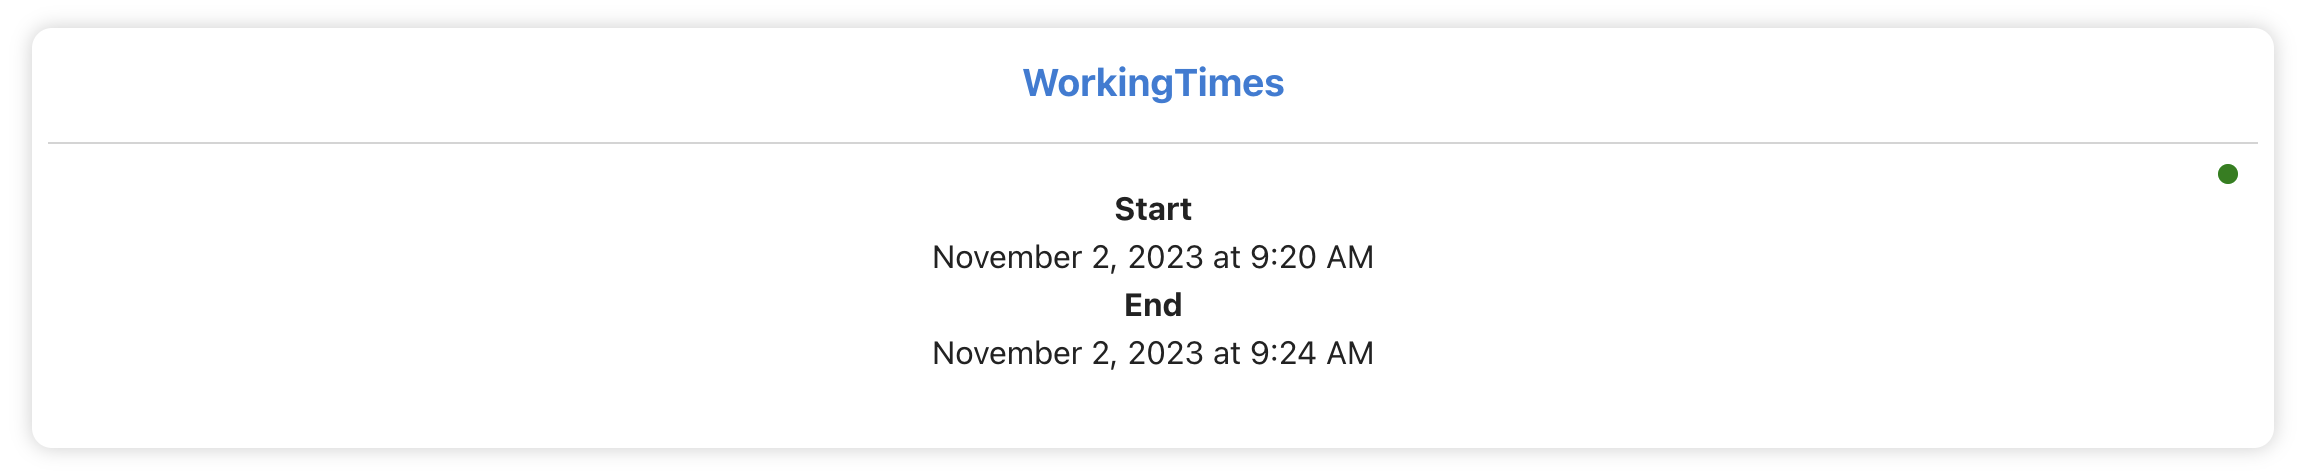 WorkingTimes
Start
November 2, 2023 at 9:20 AM
End
November 2, 2023 at 9:24 AM